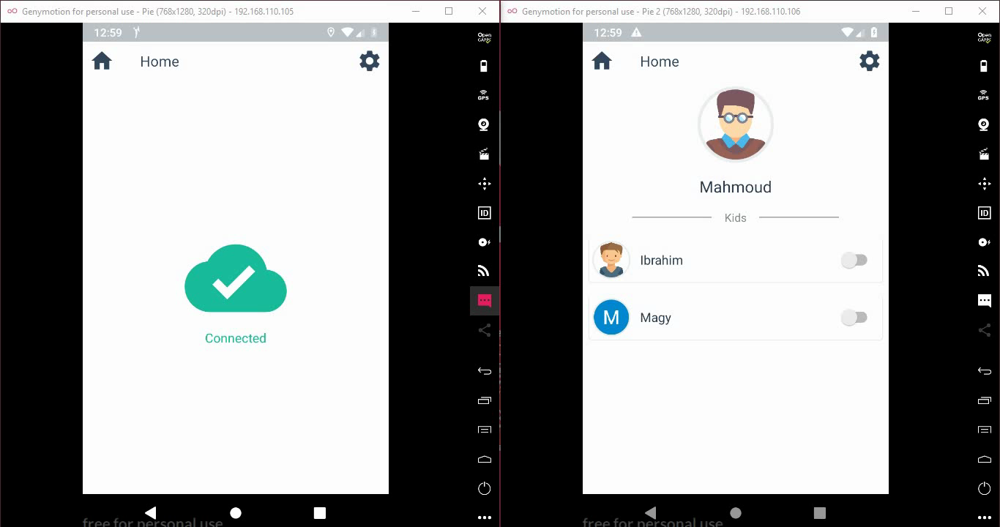 Genymotion for personal use - Pie (768x1280, 320dpi) - 192.168.110.105
12:59
Open
GAPPS
Home
GPS
ID
Connected
free for personal use
Genymotion for personal use - Pie 2 (768x1280, 320dpi) - 192.168.110.106
12:59
Open
GAPPS
Home
GPS
Mahmoud
Kids
ID
Ibrahim
M
Magy
free for personal use